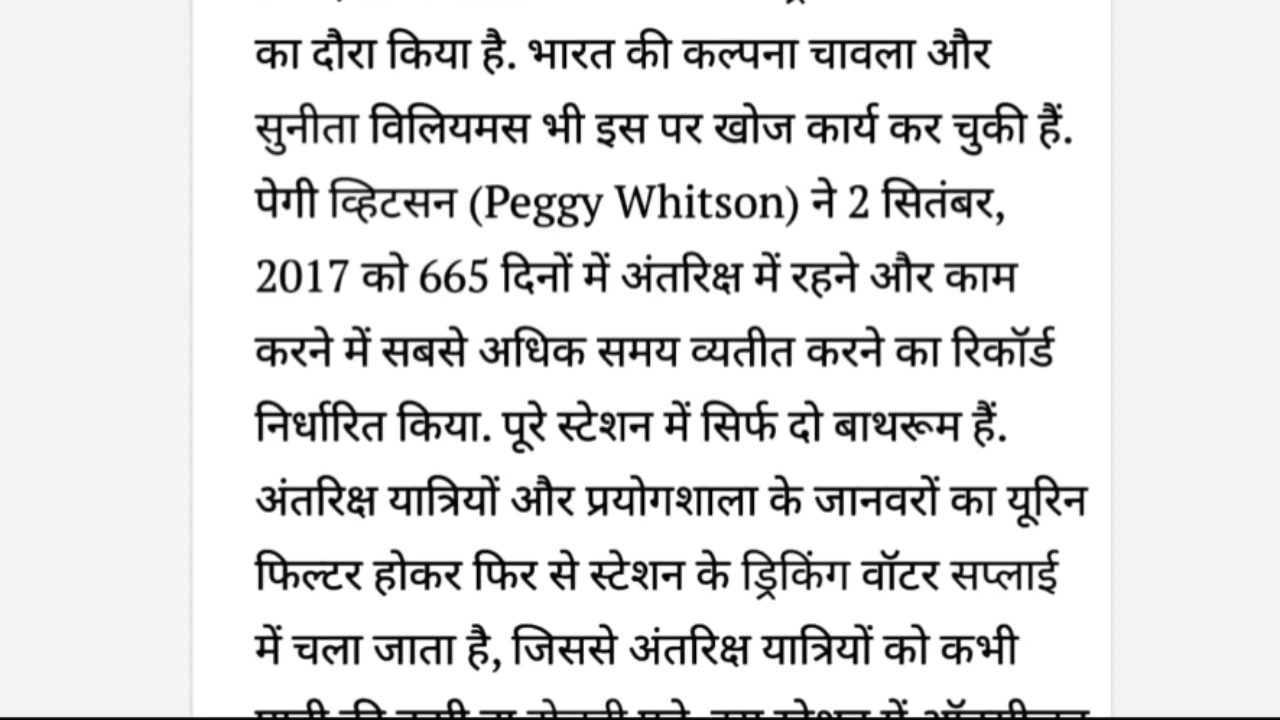 का दौरा किया है. भारत की कल्पना चावला और
सुनीता विलियमस भी इस पर खोज कार्य कर चुकी हैं.
पेगी व्हिटसन (Peggy Whitson) ने 2 सितंबर,
2017 को 665 दिनों में अंतरिक्ष में रहने और काम
करने में सबसे अधिक समय व्यतीत करने का रिकॉर्ड
निर्धारित किया. पूरे स्टेशन में सिर्फ दो बाथरूम हैं.
अंतरिक्ष यात्रियों और प्रयोगशाला के जानवरों का यूरिन
फिल्टर होकर फिर से स्टेशन के ड्रिंकिंग वॉटर सप्लाई
में चला जाता है, जिससे अंतरिक्ष यात्रियों को कभी